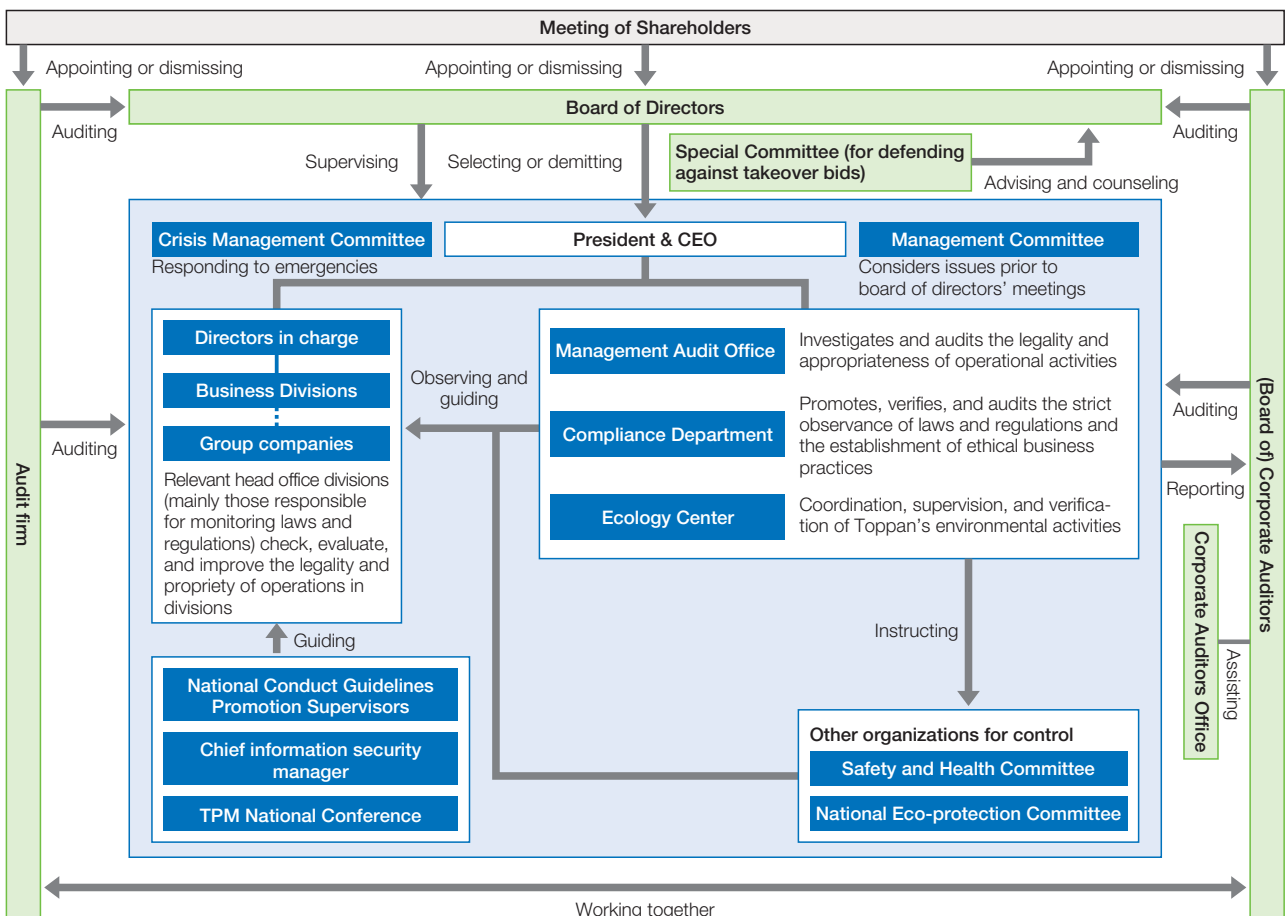 Meeting of Shareholders
Appointing or dismissing
Appointing or dismissing
Appointing or dismissing
Board of Directors
Auditing
Auditing
Supervising
Selecting or demitting
Special Committee (for defending
against takeover bids)
Advising and counseling
Crisis Management Committee
Responding to emergencies
President & CEO
Management Committee
Considers issues prior to
board of directors’ meetings
Directors in charge
Business Divisions
Group companies
Relevant head office divisions
(mainly those responsible
for monitoring laws and
regulations) check, evaluate,
and improve the legality and
propriety of operations in
divisions
Observing and
guiding
Management Audit Office
Investigates and audits the legality and
appropriateness of operational activities
Compliance Department
Promotes, verifies, and audits the strict
observance of laws and regulations and
the establishment of ethical business
practices
Ecology Center
Coordination, supervision, and verifica-
tion of Toppan’s environmental activities
Auditing
Auditing
Reporting
Audit firm
(Board of) Corporate Auditors
Corporate Auditors Office
Assisting
Guiding
Instructing
National Conduct Guidelines
Promotion Supervisors
Chief information security
manager
TPM National Conference
Other organizations for control
Safety and Health Committee
National Eco-protection Committee
Working together